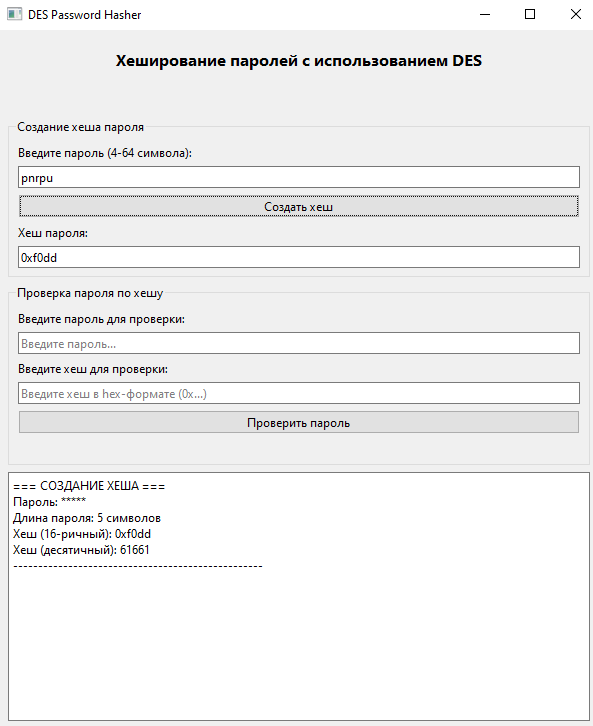 DES Password Hasher
Хеширование паролей с использованием DES
Создание хеша пароля
Введите пароль (4-64 символа):
pnrpu
Создать хеш
Хеш пароля:
0xf0dd
Проверка пароля по хешу
Введите пароль для проверки:
Введите пароль...
Введите хеш для проверки:
Введите хеш в hex-формате (0x...)
Проверить пароль
=== СОЗДАНИЕ ХЕША ===
Пароль: *****
Длина пароля: 5 символов
Хеш (16-ричный): 0xf0dd
Хеш (десятичный): 61661
--------------------------------------------------